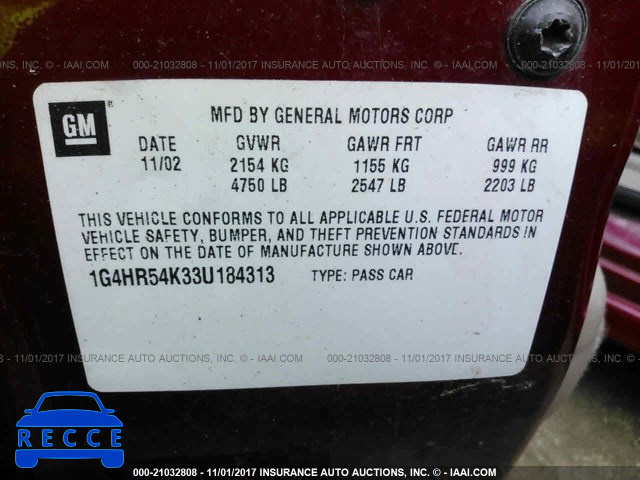 000-21032808 - 11/01/2017 INSURANCE AUTO AUCTIONS, INC. - IAAI.COM
GM
®
MFD BY GENERAL MOTORS CORP
DATE GVWR GAWR FRT GAWR RR
11/02 2154 KG 1155 KG 999 KG
4750 LB 2547 LB 2203 LB
THIS VEHICLE CONFORMS TO ALL APPLICABLE U.S. FEDERAL MOTOR
VEHICLE SAFETY, BUMPER, AND THEFT PREVENTION STANDARDS IN
EFFECT ON THE DATE OF MANUFACTURE SHOWN ABOVE.
1G4HR54K33U184313 TYPE: PASS CAR
- IAAI.COM 000-21032808 - 11/01/2017 INSURANCE AUTO AUCTIONS, INC. - IAAI.COM
- 11/01/2017 INSURANCE AUTO AUCTIONS, INC. - IAAI.COM 000-21032808 - 11/01/2017 INSURANCE AUTO AUCTIONS, INC.
RECCE
000-21032808 - 11/01/2017 INSURANCE AUTO AUCTIONS, INC. - IAAI.COM